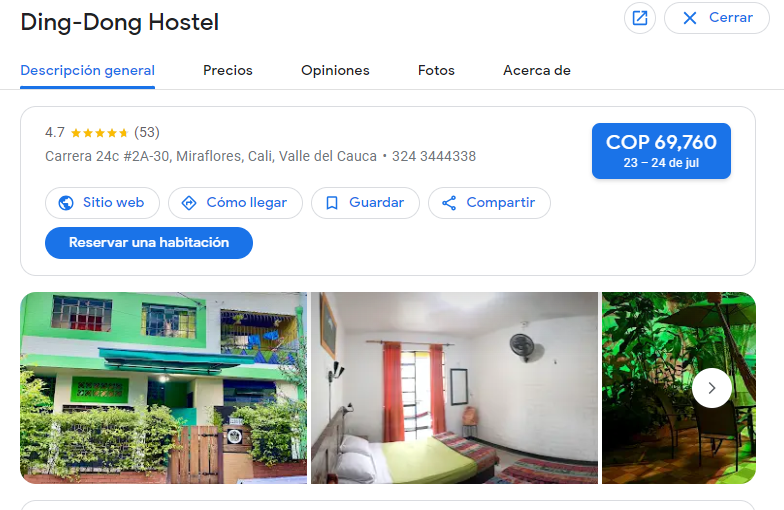 Ding-Dong Hostel
Cerrar
Descripción general
Precios
Opiniones
Fotos
Acerca de
4.7 (53)
COP 69,760
23 – 24 de jul
Carrera 24c #2A-30, Miraflores, Cali, Valle del Cauca • 324 3444338
Sitio web
Cómo llegar
Guardar
Compartir
Reservar una habitación